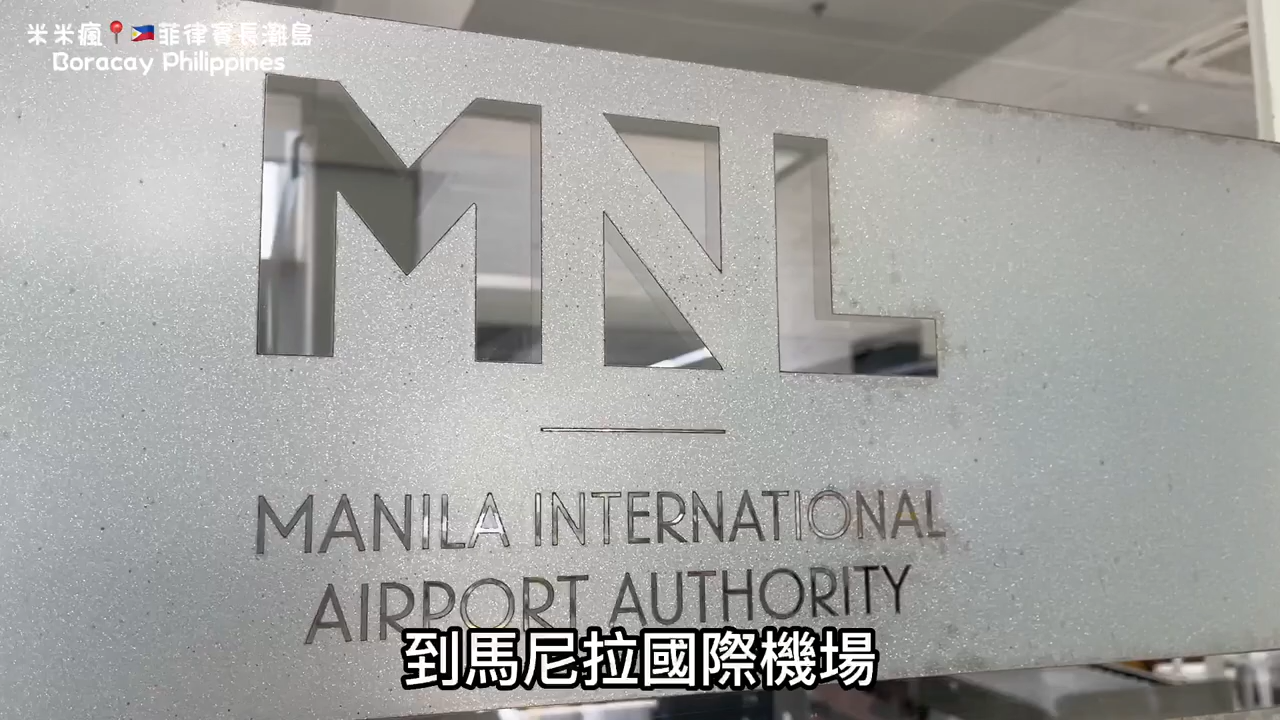 米米瘋📍🇵🇭菲律賓長灘島
Boracay Philippines
MNL
MANILA INTERNATIONAL
AIRPORT AUTHORITY
到馬尼拉國際機場